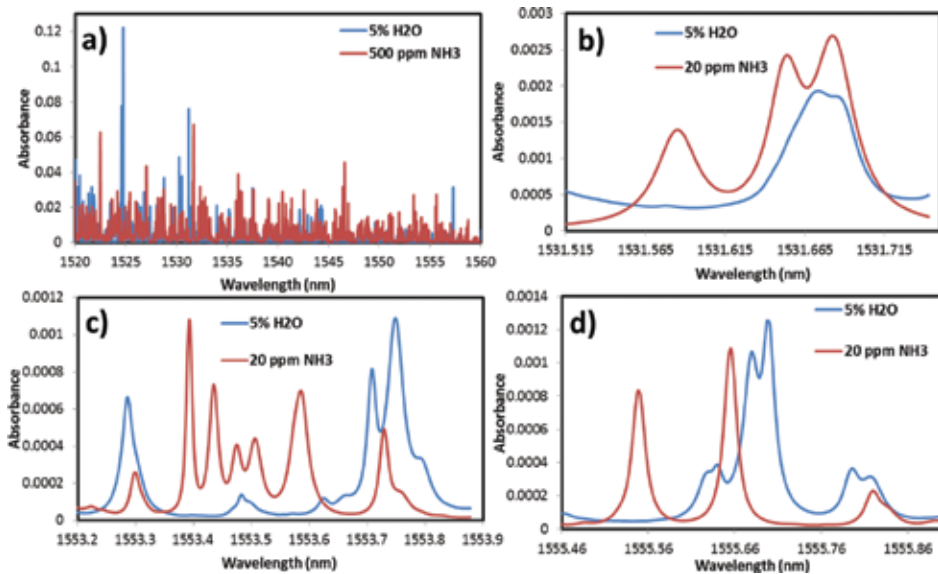 a)
5% H2O
500 ppm NH3
Absorbance
0.12
0.1
0.08
0.06
0.04
0.02
0
1520 1525 1530 1535 1540 1545 1550 1555 1560
Wavelength (nm)
b)
5% H2O
20 ppm NH3
Absorbance
0.003
0.0025
0.002
0.0015
0.001
0.0005
0
1531.515 1531.565 1531.615 1531.665 1531.715
Wavelength (nm)
c)
5% H2O
20 ppm NH3
Absorbance
0.0012
0.001
0.0008
0.0006
0.0004
0.0002
0
1553.2 1553.3 1553.4 1553.5 1553.6 1553.7 1553.8 1553.9
Wavelength (nm)
d)
5% H2O
20 ppm NH3
Absorbance
0.0014
0.0012
0.001
0.0008
0.0006
0.0004
0.0002
0
1555.46 1555.56 1555.66 1555.76 1555.86
Wavelength (nm)